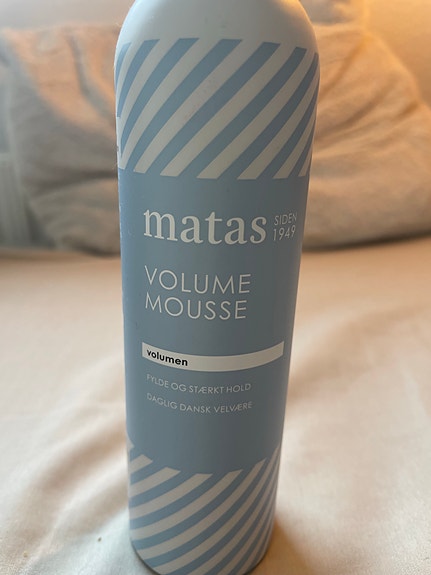 matas SIDEN 1949
VOLUME
MOUSSE
volumen
FYLDE OG STÆRKT HOLD
DAGLIG DANSK VELVÆRE